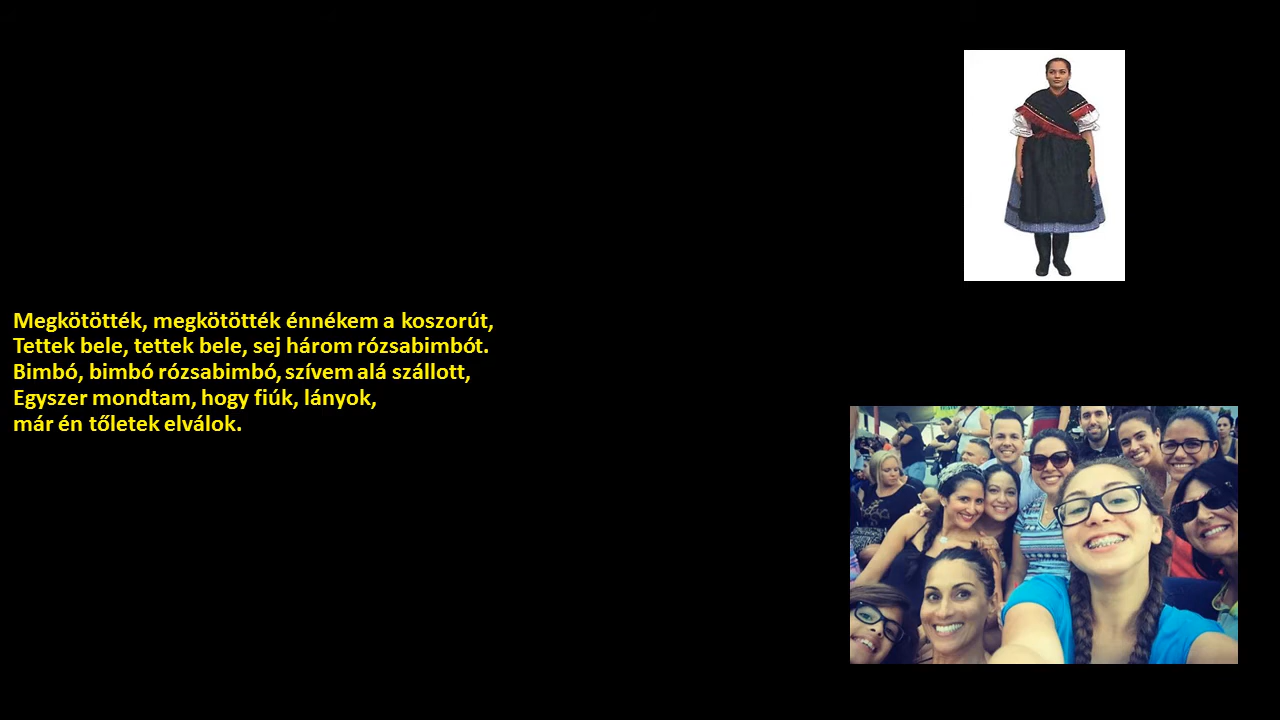 Megkötötték, megkötötték énnékem a koszorút,
Tettek bele, tettek bele, sej három rózsabimbót.
Bimbó, bimbó rózsabimbó, szívem alá szállott,
Egyszer mondtam, hogy fiúk, lányok,
már én tőletek elválok.